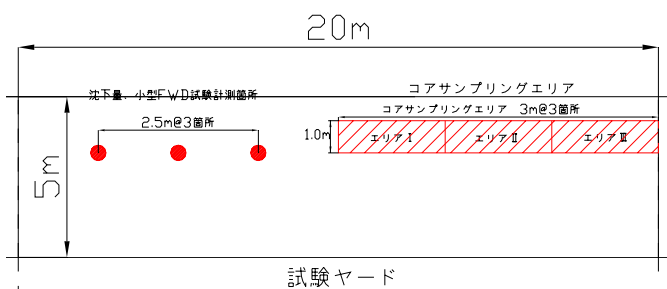 20m
コアサンプリングエリア
沈下量、小型FWD試験計測箇所
コアサンプリングエリア 3m@3箇所
2.5m@3箇所
1.0m
エリアⅠ
エリアⅡ
エリアⅢ
5m
試験ヤード